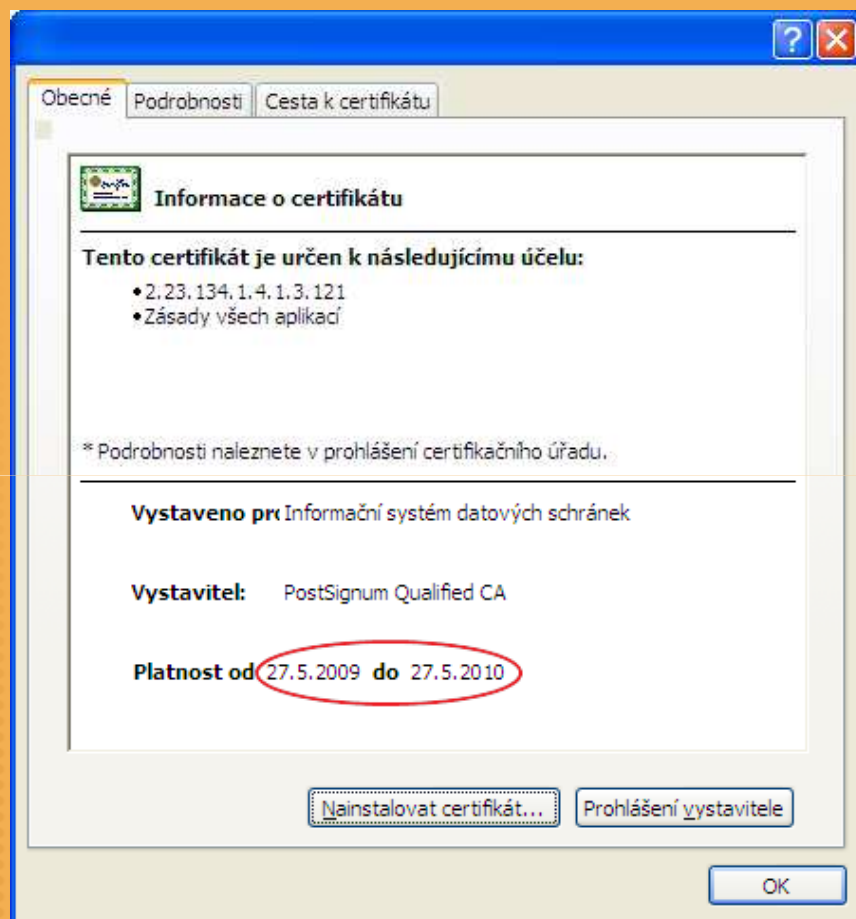 Obecné Podrobnosti Cesta k certifikátu
Informace o certifikátu
Tento certifikát je určen k následujícímu účelu:
•2.23.134.1.4.1.3.121
•Zásady všech aplikací
* Podrobnosti naleznete v prohlášení certifikačního úřadu.
Vystaveno pro Informační systém datových schránek
Vystavitel: PostSignum Qualified CA
Platnost od 27.5.2009 do 27.5.2010
Nainstalovat certifikát... Prohlášení vystavitele
OK